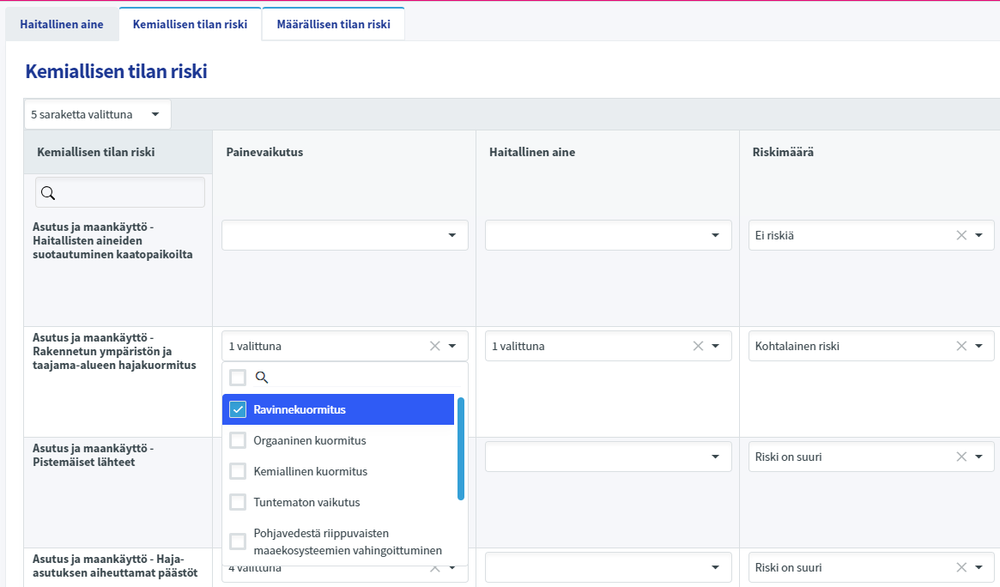 Haitallinen aine
Kemiallisen tilan riski
Määrällisen tilan riski
Kemiallisen tilan riski
5 saraketta valittuna
Kemiallisen tilan riski
Painevaikutus
Haitallinen aine
Riskimäärä
Asutus ja maankäyttö -
Haitallisten aineiden
suotautuminen kaatopaikoilta
Ei riskiä
Asutus ja maankäyttö -
Rakennetun ympäristön ja
taajama-alueen hajakuormitus
1 valittuna
1 valittuna
Kohtalainen riski
Ravinnekuormitus
Orgaaninen kuormitus
Kemiallinen kuormitus
Tuntematon vaikutus
Pohjavedestä riippuvaisten
maaekosysteemien vahingoittuminen
Asutus ja maankäyttö -
Pistemäiset lähteet
Riski on suuri
Asutus ja maankäyttö - Haja-
asutuksen aiheuttamat päästöt
4 valittuna
Riski on suuri